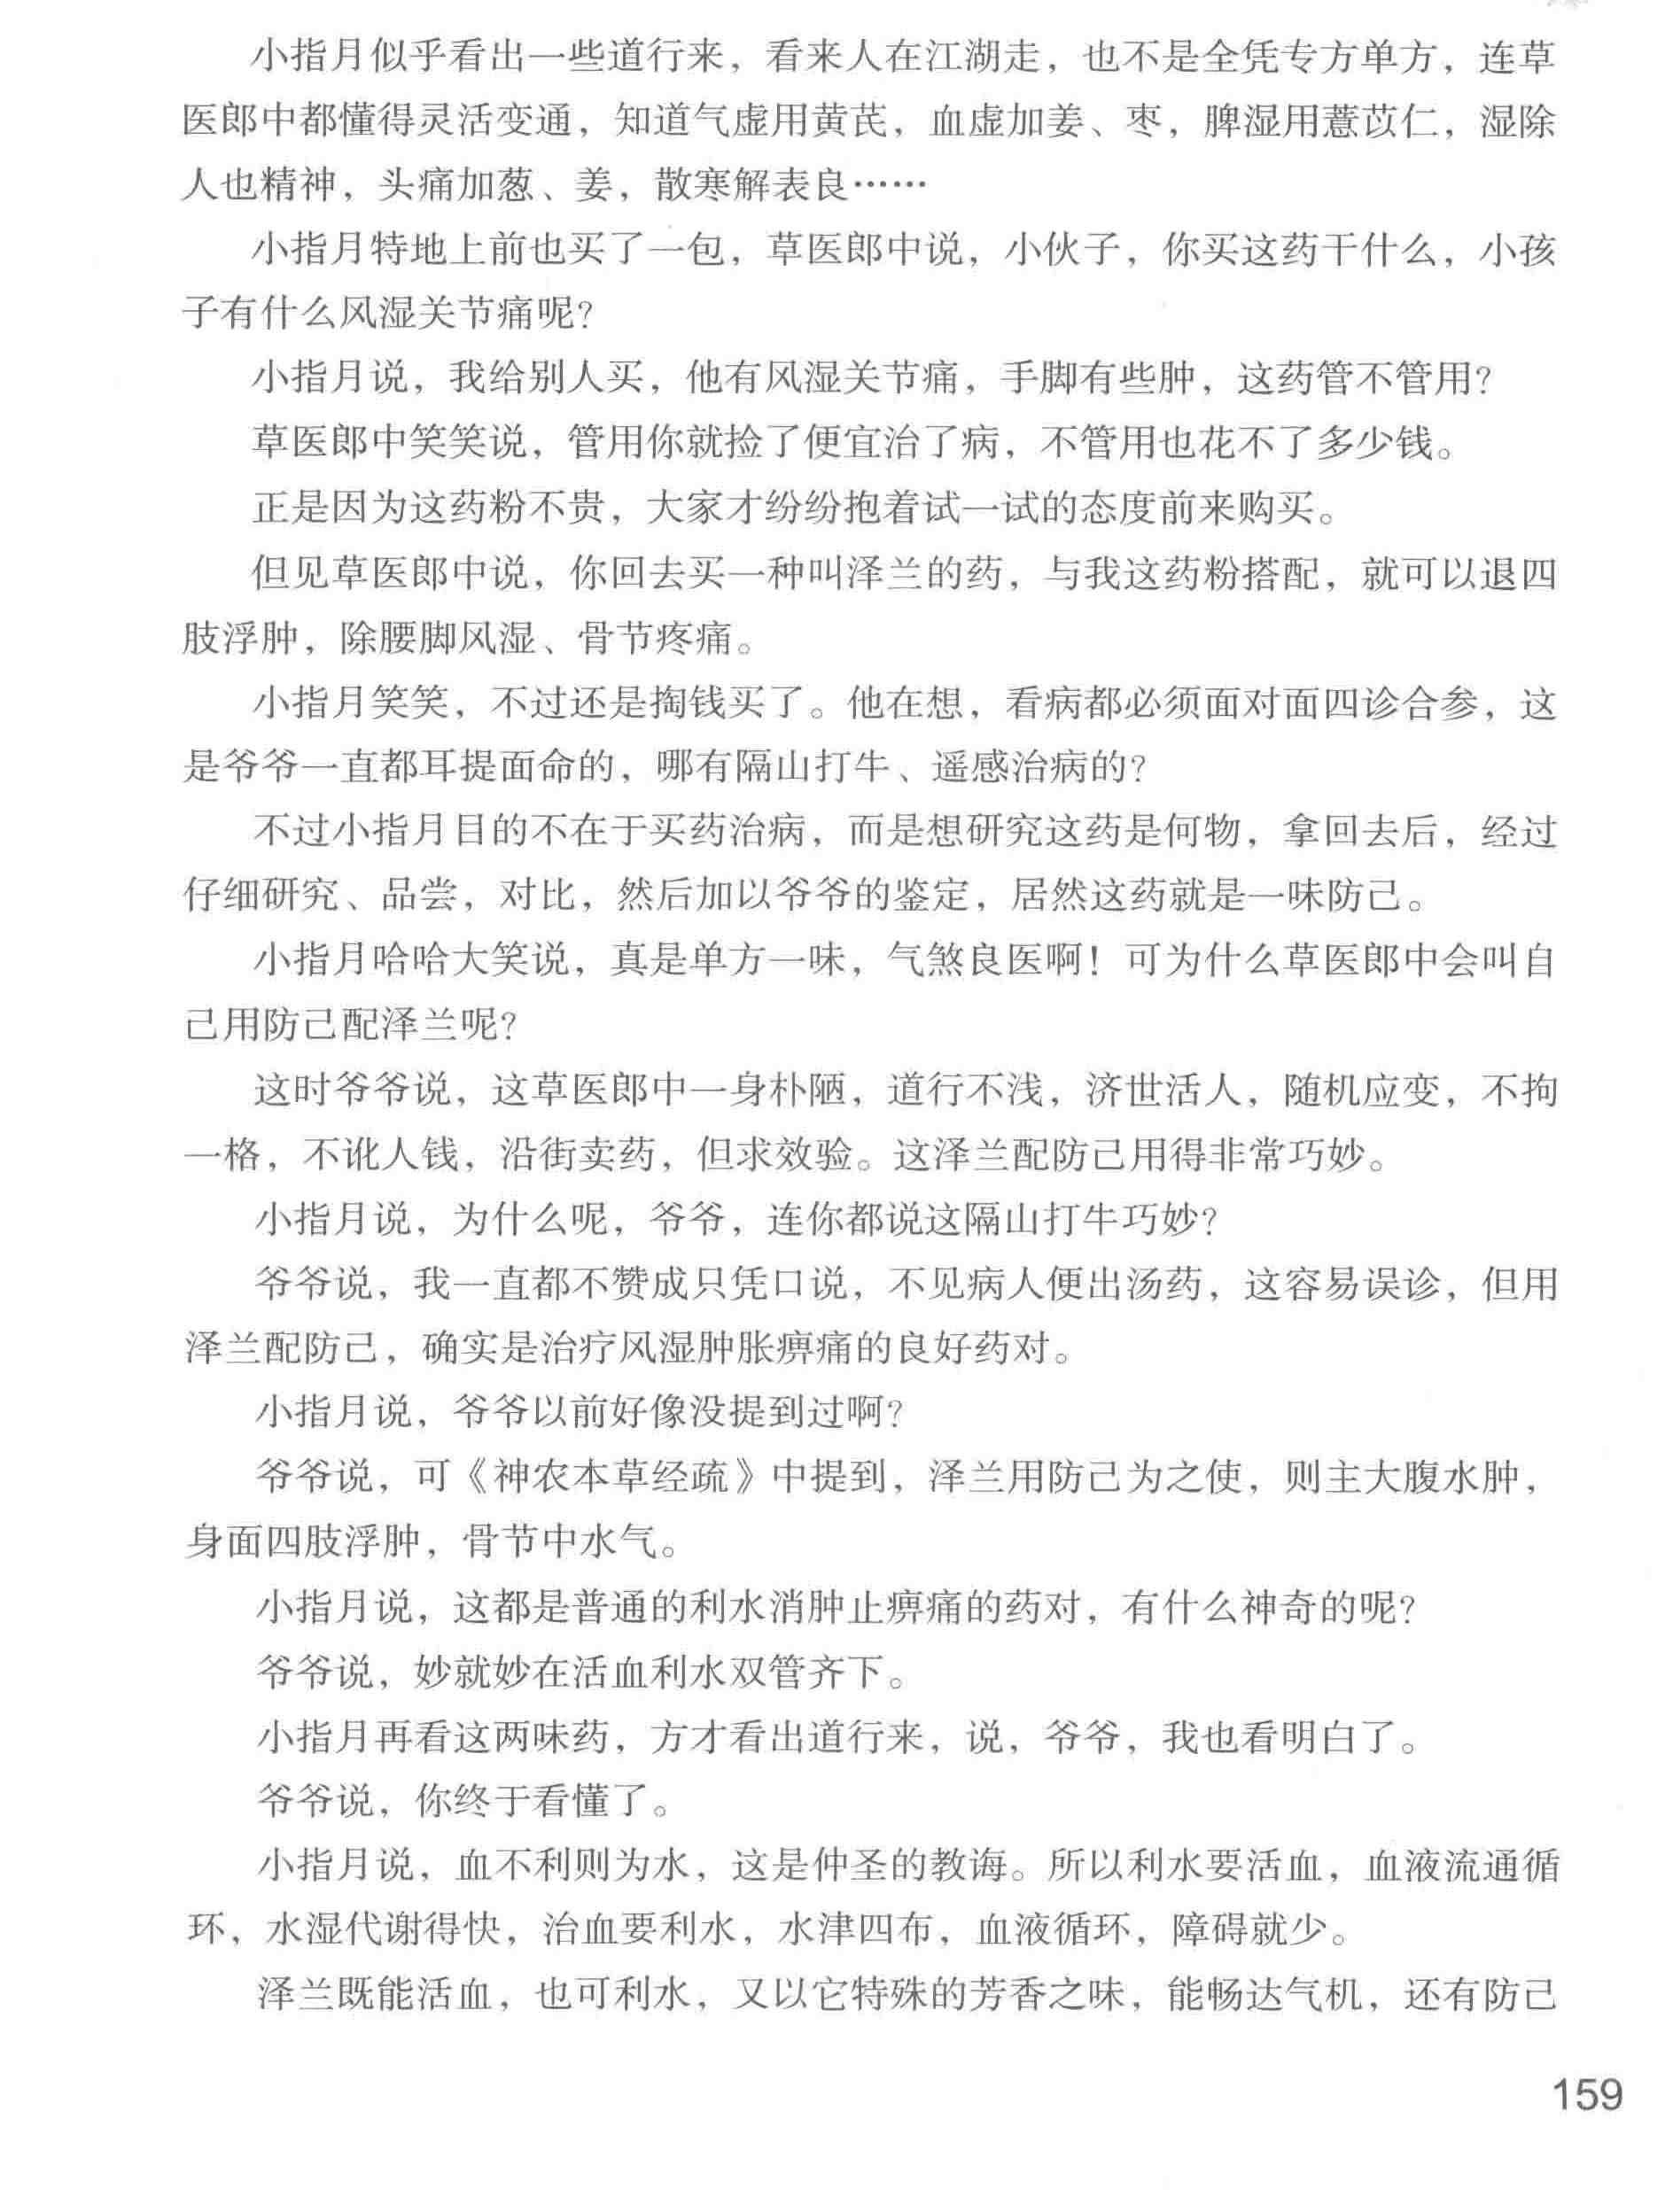 小指月似乎看出一些道行来，看来人在江湖走，也不是全凭专方单方，连草
医郎中都懂得灵活变通，知道气虚用黄芪，血虚加姜、枣，脾湿用薏苡仁，湿除
人也精神，头痛加葱、姜，散寒解表良……
小指月特地上前也买了一包，草医郎中说，小伙子，你买这药干什么，小孩
子有什么风湿关节痛呢？
小指月说，我给别人买，他有风湿关节痛，手脚有些肿，这药管不管用？
草医郎中笑笑说，管用你就捡了便宜治了病，不管用也花不了多少钱。
正是因为这药粉不贵，大家才纷纷抱着试一试的态度前来购买。
但见草医郎中说，你回去买一种叫泽兰的药，与我这药粉搭配，就可以退四
肢浮肿，除腰脚风湿、骨节疼痛。
小指月笑笑，不过还是掏钱买了。他在想，看病都必须面对面四诊合参，这
是爷爷一直都耳提面命的，哪有隔山打牛、遥感治病的？
不过小指月目的不在于买药治病，而是想研究这药是何物，拿回去后，经过
仔细研究、品尝，对比，然后加以爷爷的鉴定，居然这药就是一味防己。
小指月哈哈大笑说，真是单方一味，气煞良医啊！可为什么草医郎中会叫自
己用防己配泽兰呢？
这时爷爷说，这草医郎中一身朴陋，道行不浅，济世活人，随机应变，不拘
一格，不讹人钱，沿街卖药，但求效验。这泽兰配防己用得非常巧妙。
小指月说，为什么呢，爷爷，连你都说这隔山打牛巧妙？
爷爷说，我一直都不赞成只凭口说，不见病人便出汤药，这容易误诊，但用
泽兰配防己，确实是治疗风湿肿胀痹痛的良好药对。
小指月说，爷爷以前好像没提到过啊？
爷爷说，可《神农本草经疏》中提到，泽兰用防己为之使，则主大腹水肿，
身面四肢浮肿，骨节中水气。
小指月说，这都是普通的利水消肿止痹痛的药对，有什么神奇的呢？
爷爷说，妙就妙在活血利水双管齐下。
小指月再看这两味药，方才看出道行来，说，爷爷，我也看明白了。
爷爷说，你终于看懂了。
小指月说，血不利则为水，这是仲圣的教诲。所以利水要活血，血液流通循
环，水湿代谢得快，治血要利水，水津四布，血液循环，障碍就少。
泽兰既能活血，也可利水，又以它特殊的芳香之味，能畅达气机，还有防己
159